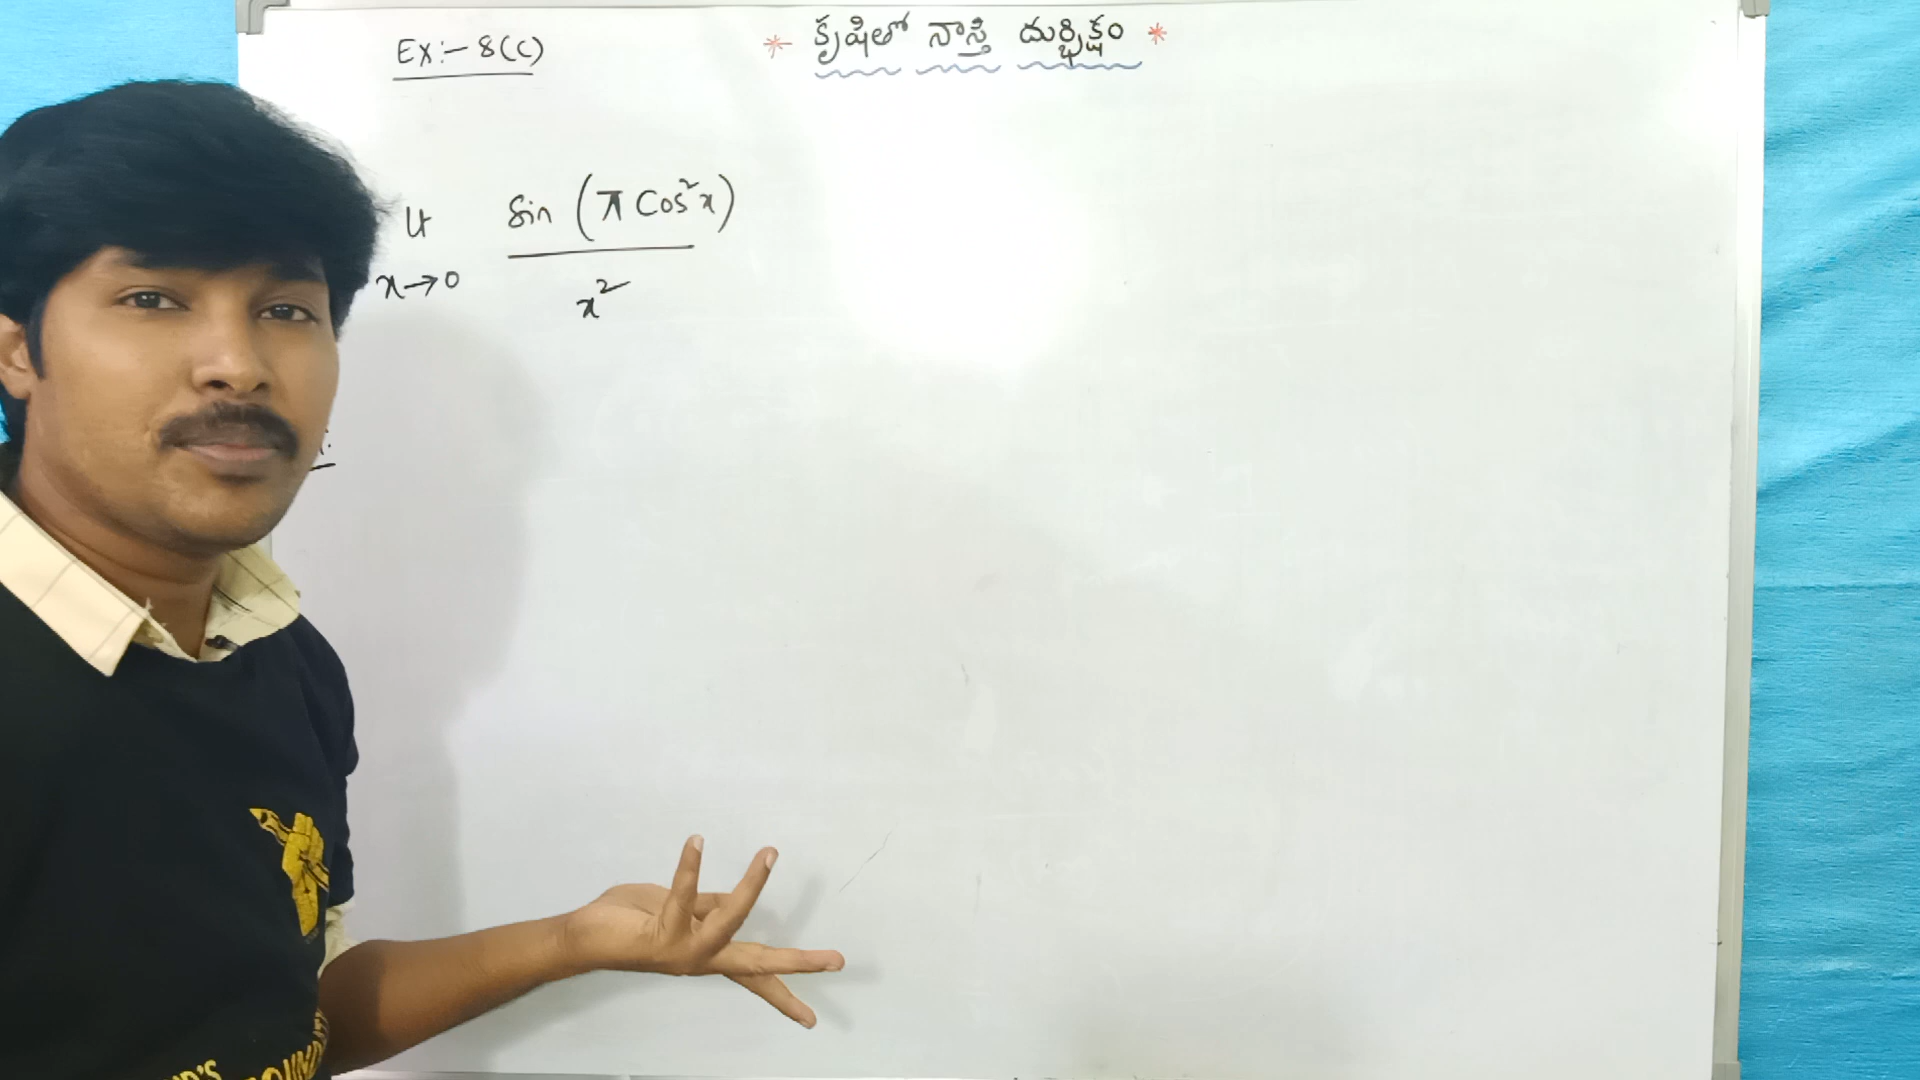 Ex:- 8(c)
* కృషితో నాస్తి దుర్భిక్షం *
Lt sin (π Cos²x)
x→0 x²